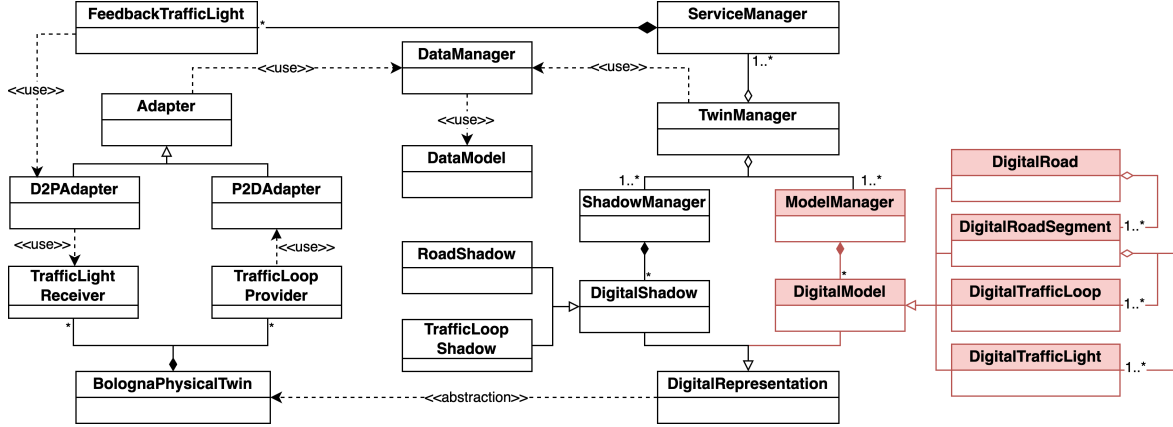 FeedbackTrafficLight
*
ServiceManager
DataManager
1..*
<<use>>
<<use>>
<<use>>
Adapter
TwinManager
<<use>>
DataModel
DigitalRoad
D2PAdapter
P2DAdapter
1..*
1..*
ShadowManager
ModelManager
1..*
DigitalRoadSegment
<<use>>
<<use>>
RoadShadow
TrafficLight
Receiver
TrafficLoop
Provider
*
*
DigitalShadow
DigitalModel
DigitalTrafficLoop
1..*
*
*
TrafficLoop
Shadow
DigitalTrafficLight
1..*
BolognaPhysicalTwin
DigitalRepresentation
<<abstraction>>